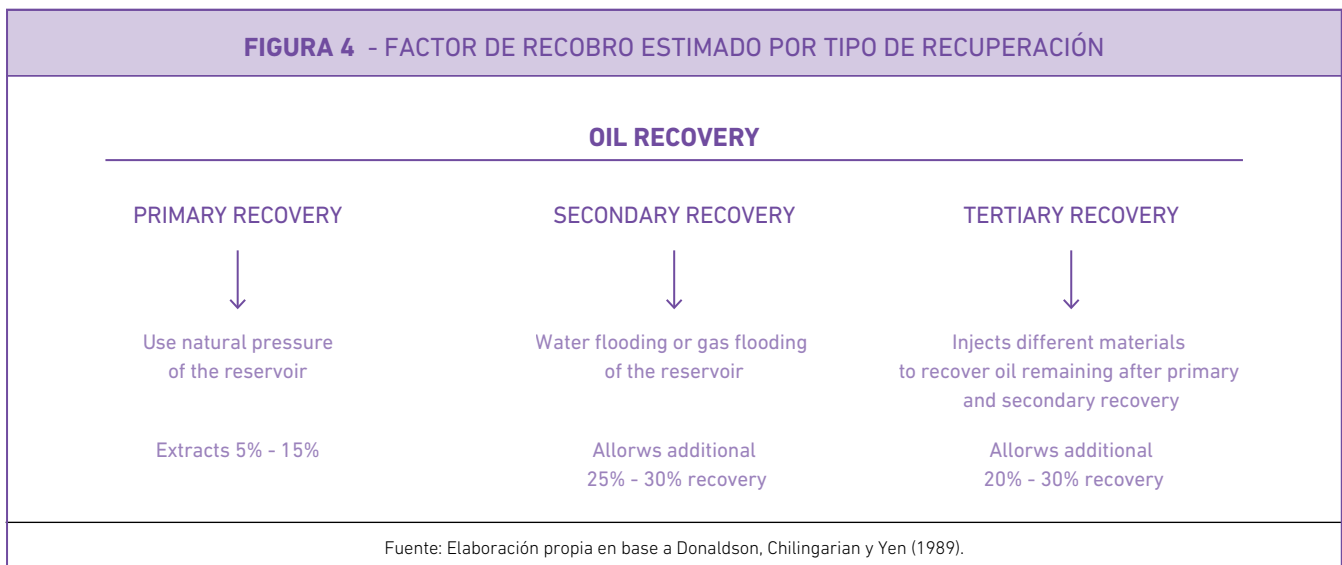 FIGURA 4 - FACTOR DE RECOBRO ESTIMADO POR TIPO DE RECUPERACIÓN
OIL RECOVERY
PRIMARY RECOVERY
Use natural pressure
of the reservoir
Extracts 5% - 15%
SECONDARY RECOVERY
Water flooding or gas flooding
of the reservoir
Allorws additional
25% - 30% recovery
TERTIARY RECOVERY
Injects different materials
to recover oil remaining after primary
and secondary recovery
Allorws additional
20% - 30% recovery
Fuente: Elaboración propia en base a Donaldson, Chilingarian y Yen (1989).